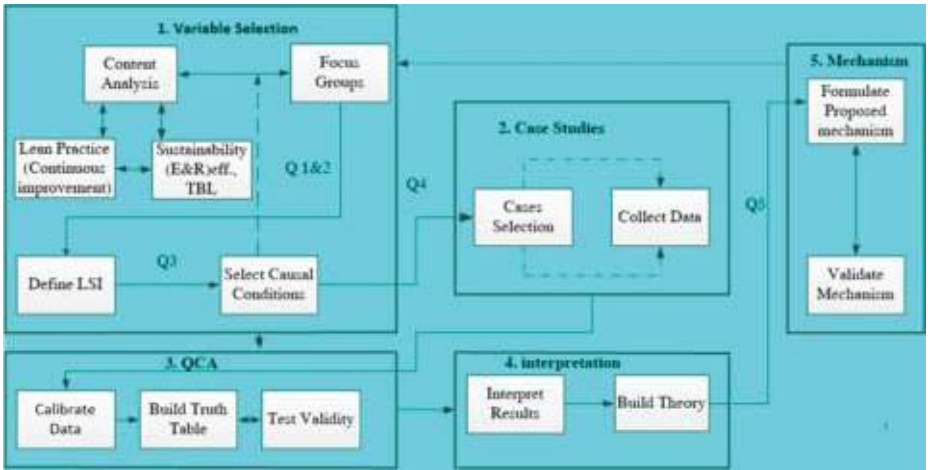 1. Variable Selection
Content
Analysis
Focus
Groups
Lean Practice
(Continuous
improvement)
Sustainability
(E&R)eff.,
TBL
Q 1&2
Define LSI
Q3
Select Causal
Conditions
Q4
2. Case Studies
Cases
Selection
Collect Data
3. QCA
Calibrate
Data
Build Truth
Table
Test Validity
4. interpretation
Interpret
Results
Build Theory
Q5
5. Mechanism
Formulate
Proposed
mechanism
Validate
Mechanism